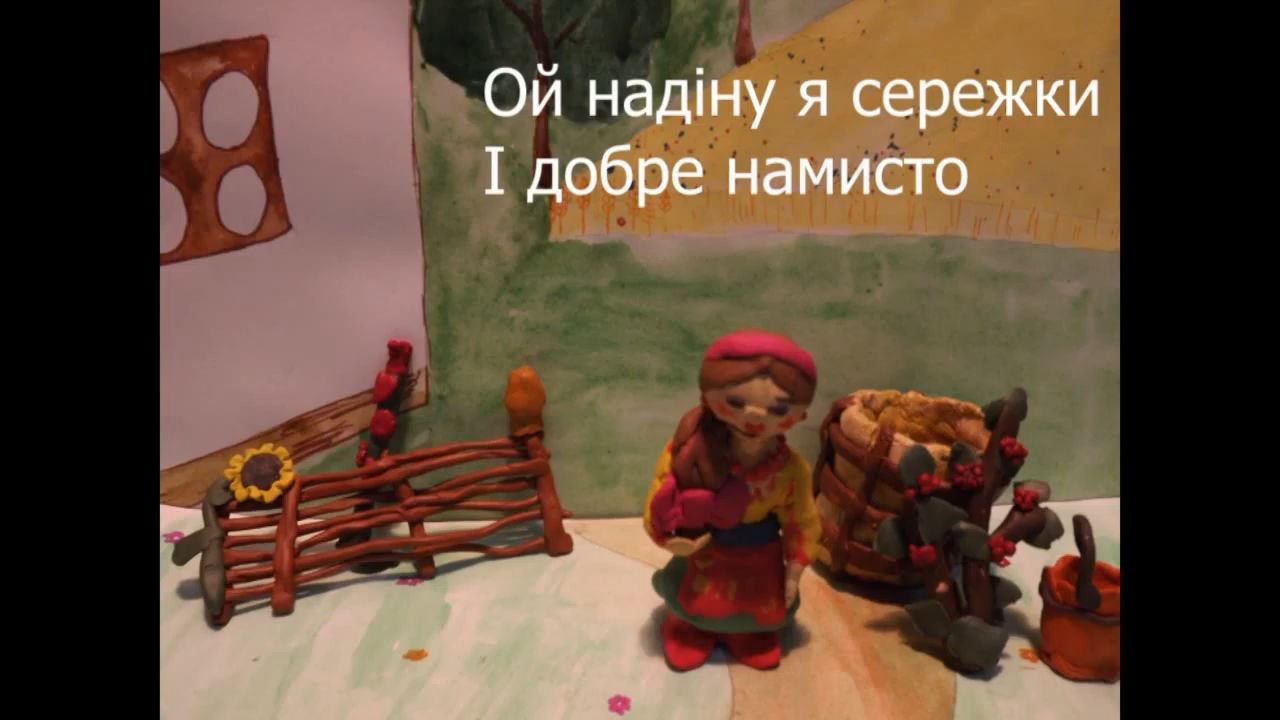 Ой надіну я сережки
І добре намисто